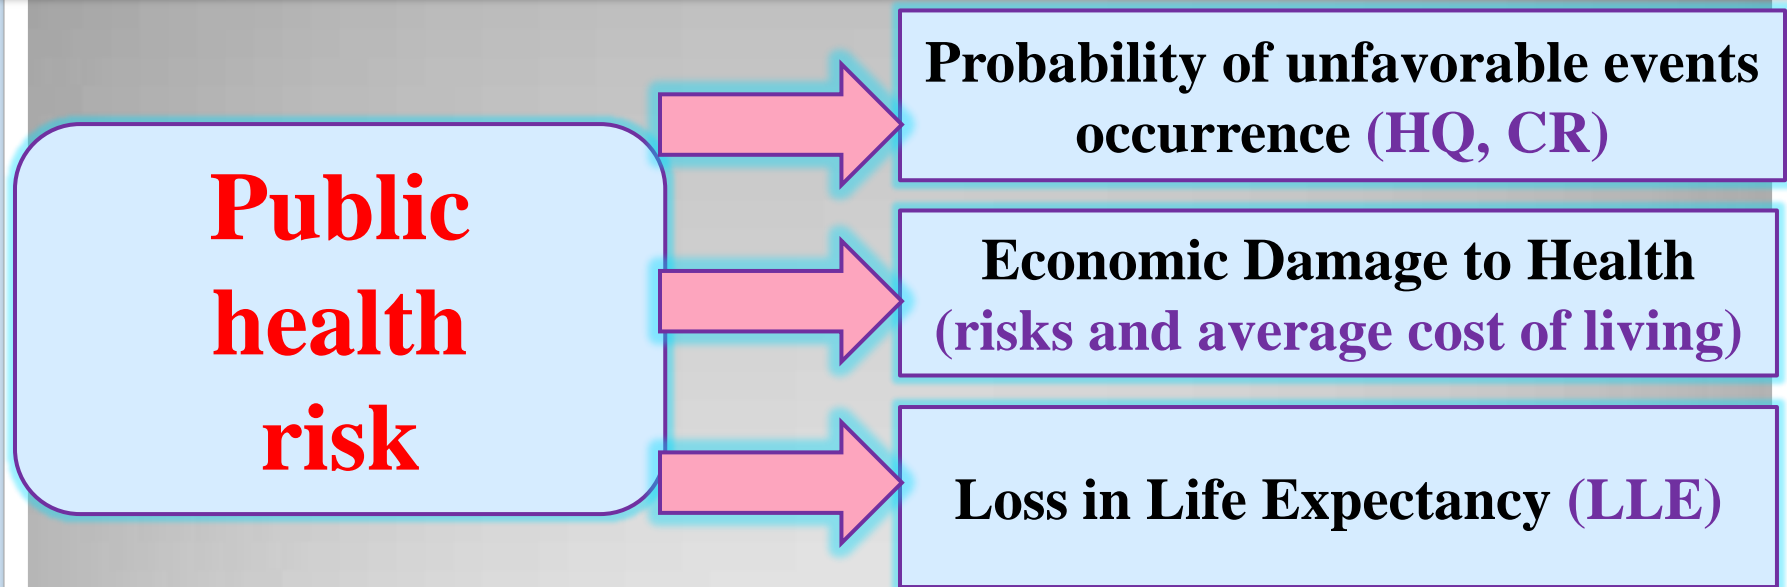 Public
health
risk
Probability of unfavorable events
occurrence (HQ, CR)
Economic Damage to Health
(risks and average cost of living)
Loss in Life Expectancy (LLE)